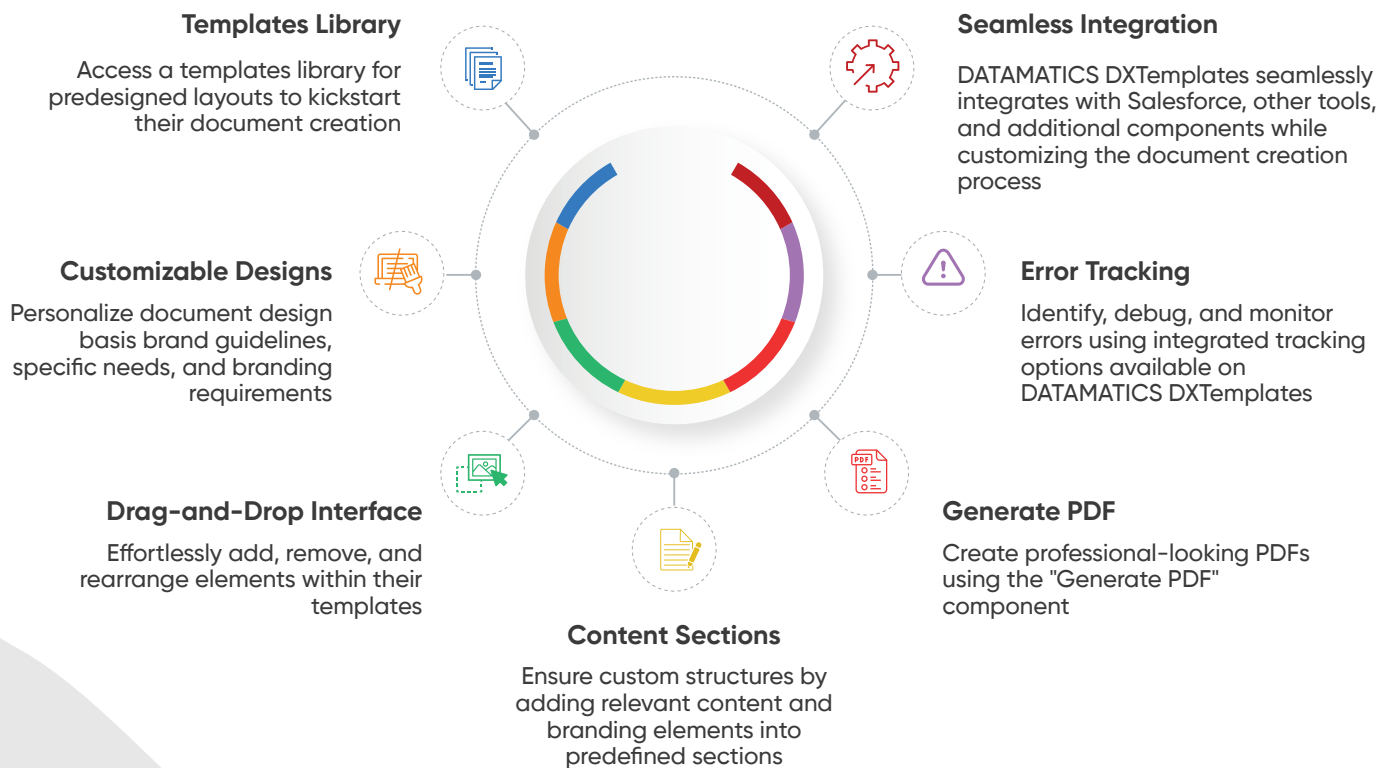 Templates Library
Access a templates library for
predesigned layouts to kickstart
their document creation
Customizable Designs
Personalize document design
basis brand guidelines,
specific needs, and branding
requirements
Drag-and-Drop Interface
Effortlessly add, remove, and
rearrange elements within their
templates
Content Sections
Ensure custom structures by
adding relevant content and
branding elements into
predefined sections
PDF
Generate PDF
Create professional-looking PDFs
using the "Generate PDF"
component
Error Tracking
Identify, debug, and monitor
errors using integrated tracking
options available on
DATAMATICS DXTemplates
Seamless Integration
DATAMATICS DXTemplates seamlessly
integrates with Salesforce, other tools,
and additional components while
customizing the document creation
process